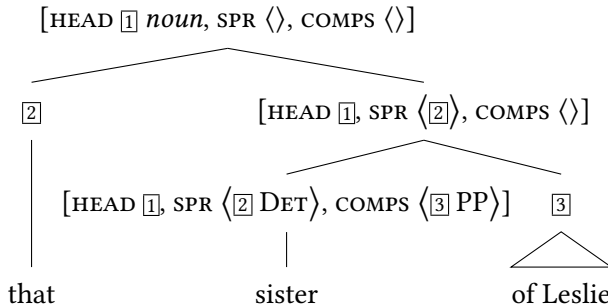 [HEAD 1 noun, SPR ⟨⟩, COMPS ⟨⟩]
2 [HEAD 1, SPR ⟨2⟩, COMPS ⟨⟩]
[HEAD 1, SPR ⟨2 DET⟩, COMPS ⟨3 PP⟩] 3
that sister of Leslie